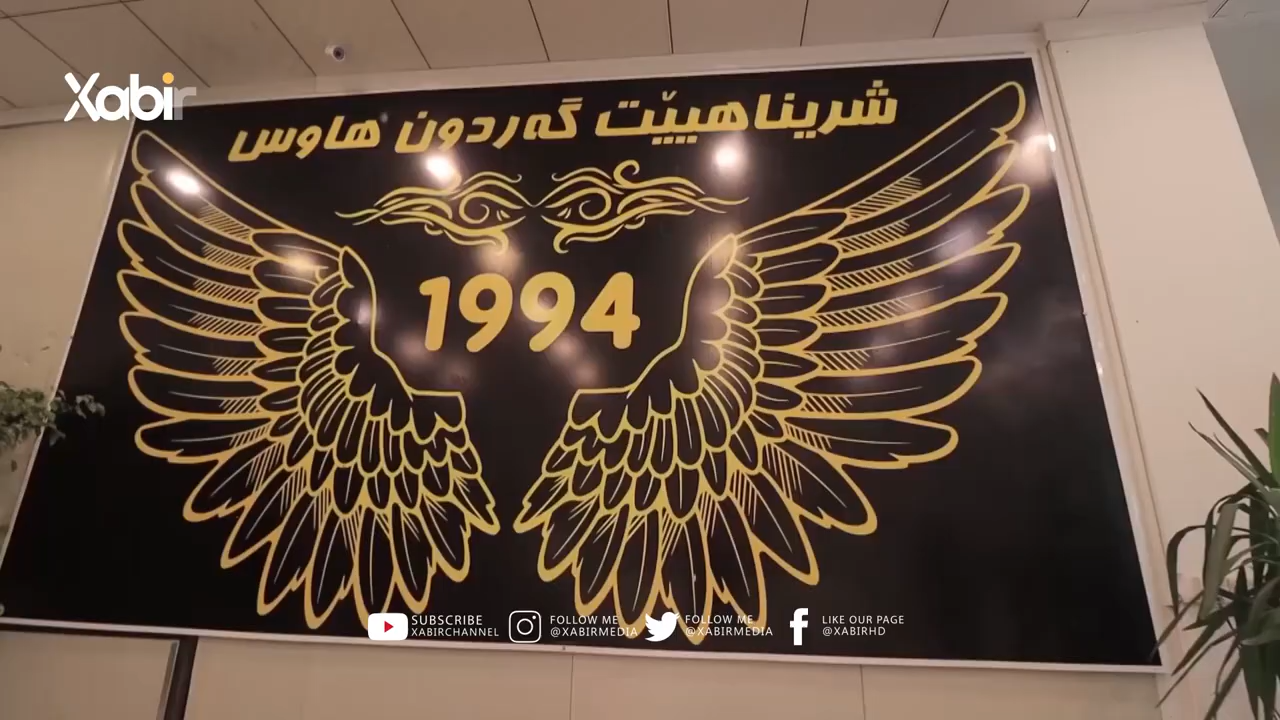 Xabir
شریناهییێت گەردون هاوس
1994
SUBSCRIBE
XABIRCHANNEL
FOLLOW ME
@XABIRMEDIA
FOLLOW ME
@XABIRMEDIA
LIKE OUR PAGE
@XABIRHD